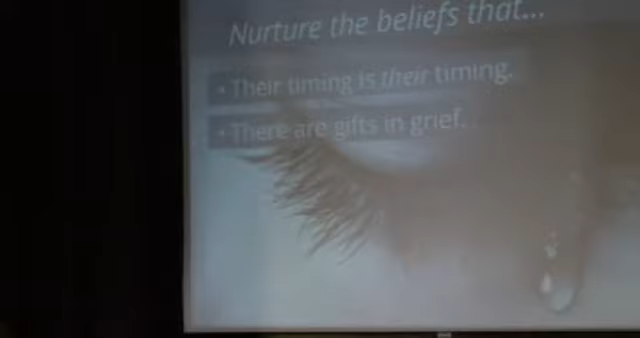 Nurture the beliefs that...
• Their timing is their timing.
• There are gifts in grief.